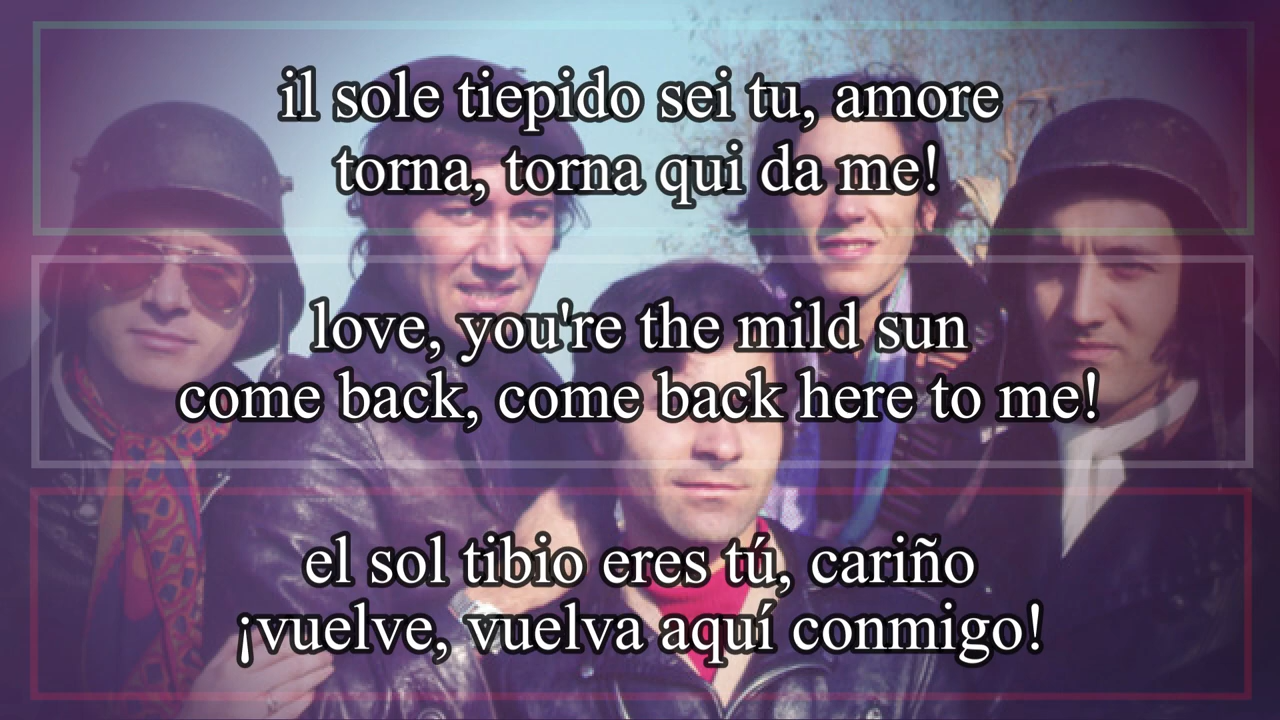 il sole tiepido sei tu, amore
torna, torna qui da me!
love, you're the mild sun
come back, come back here to me!
el sol tibio eres tú, cariño
¡vuelve, vuelva aquí conmigo!